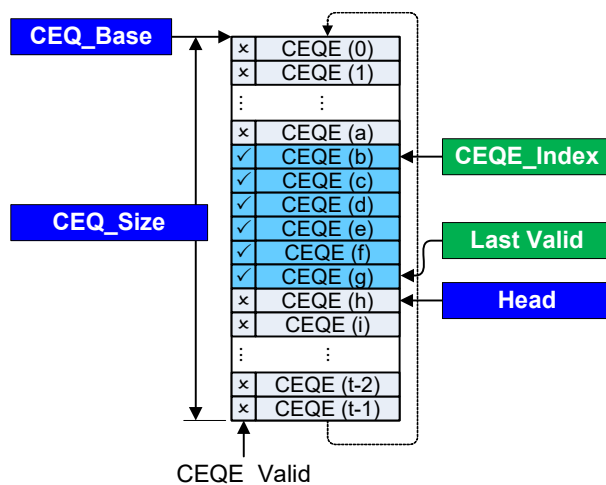 CEQ_Base
× CEQE (0)
× CEQE (1)
⋮ ⋮
× CEQE (a)
✓ CEQE (b)
CEQE_Index
✓ CEQE (c)
✓ CEQE (d)
CEQ_Size
✓ CEQE (e)
Last Valid
✓ CEQE (f)
✓ CEQE (g)
× CEQE (h)
Head
× CEQE (i)
⋮ ⋮
× CEQE (t-2)
× CEQE (t-1)
CEQE Valid